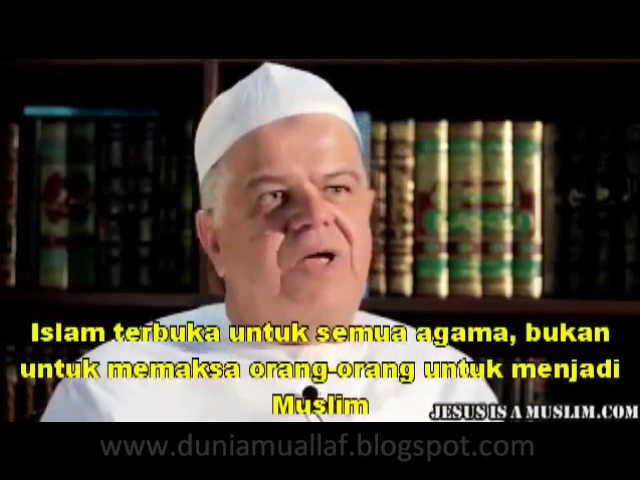 Islam terbuka untuk semua agama, bukan
untuk memaksa orang-orang untuk menjadi
Muslim
JESUS IS A MUSLIM.COM
www.duniamuallaf.blogspot.com